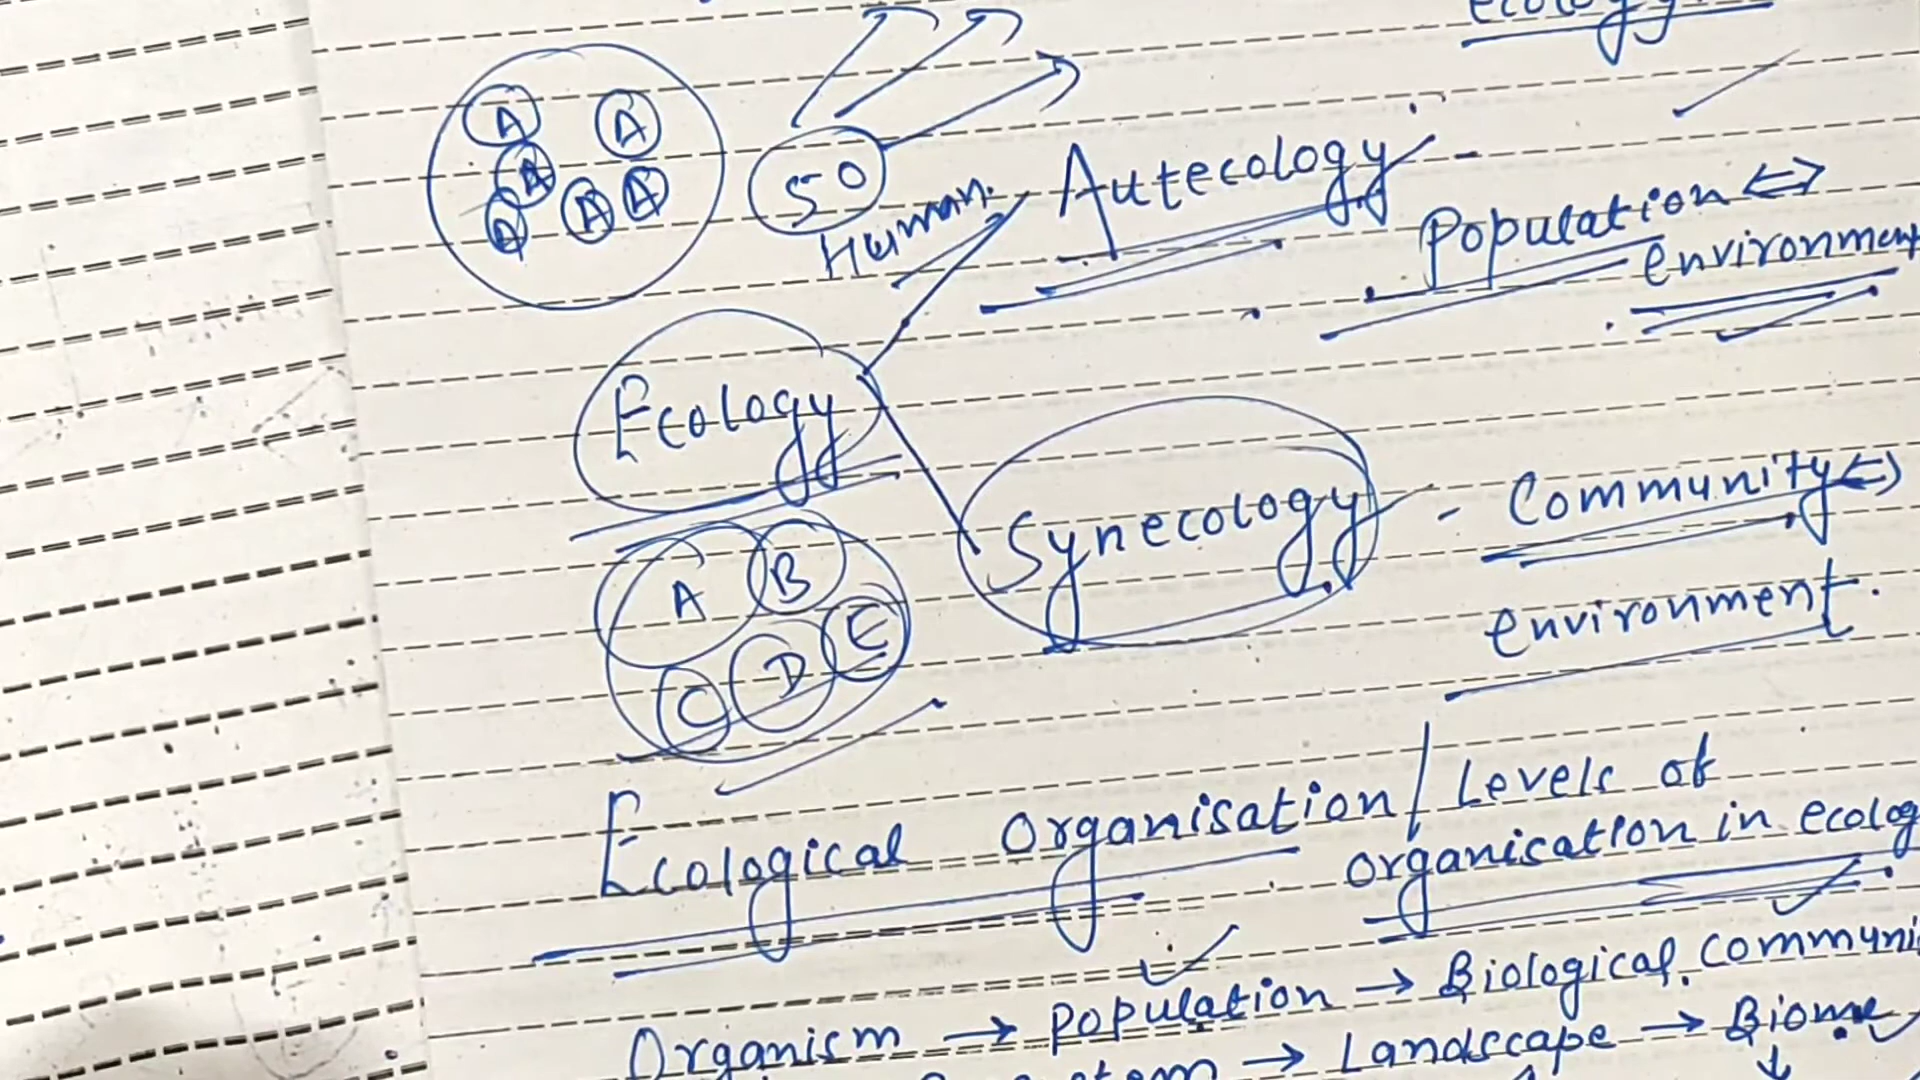 ecology
A A
A
A A A
50
Human.
Autecology -
Population ⟺
environment
Ecology
Synecology - Community ⟺
environment.
A B
C D E
Ecological Organisation / Levels of
organisation in ecolog
Organism → Population → Biological communi
→ Landscape → Biome
↓